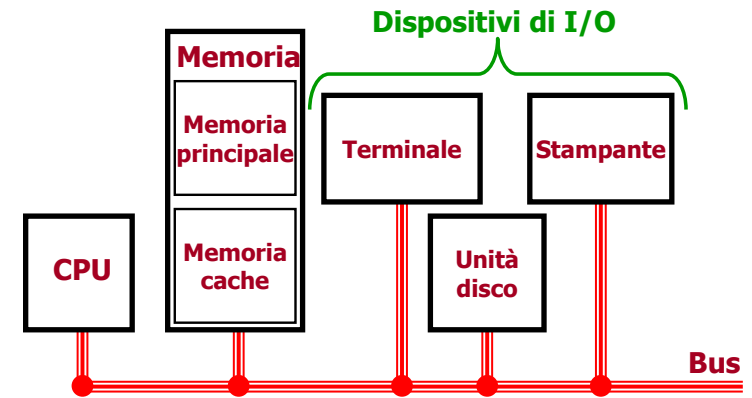 Dispositivi di I/O
Memoria
Memoria
principale
Memoria
cache
Terminale
Stampante
CPU
Unità
disco
Bus